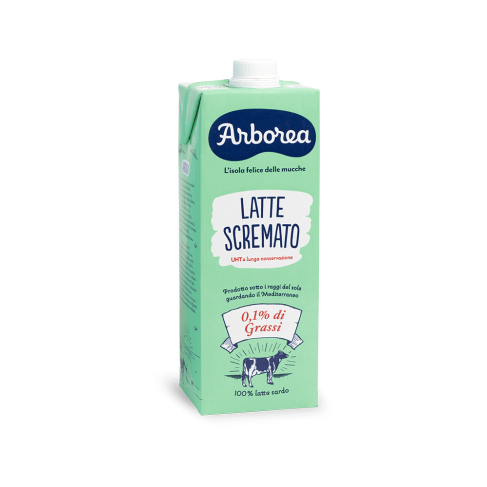 Arborea
L'isola felice delle mucche
LATTE
SCREMATO
UHT a lunga conservazione
Prodotto sotto i raggi del sole
guardando il Mediterraneo
0,1% di
Grassi
100% latte sardo